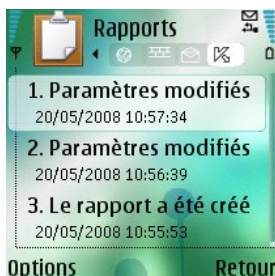 Rapports
1. Paramètres modifiés
20/05/2008 10:57:34
2. Paramètres modifiés
20/05/2008 10:56:39
3. Le rapport a été créé
20/05/2008 10:55:53
Options Retour